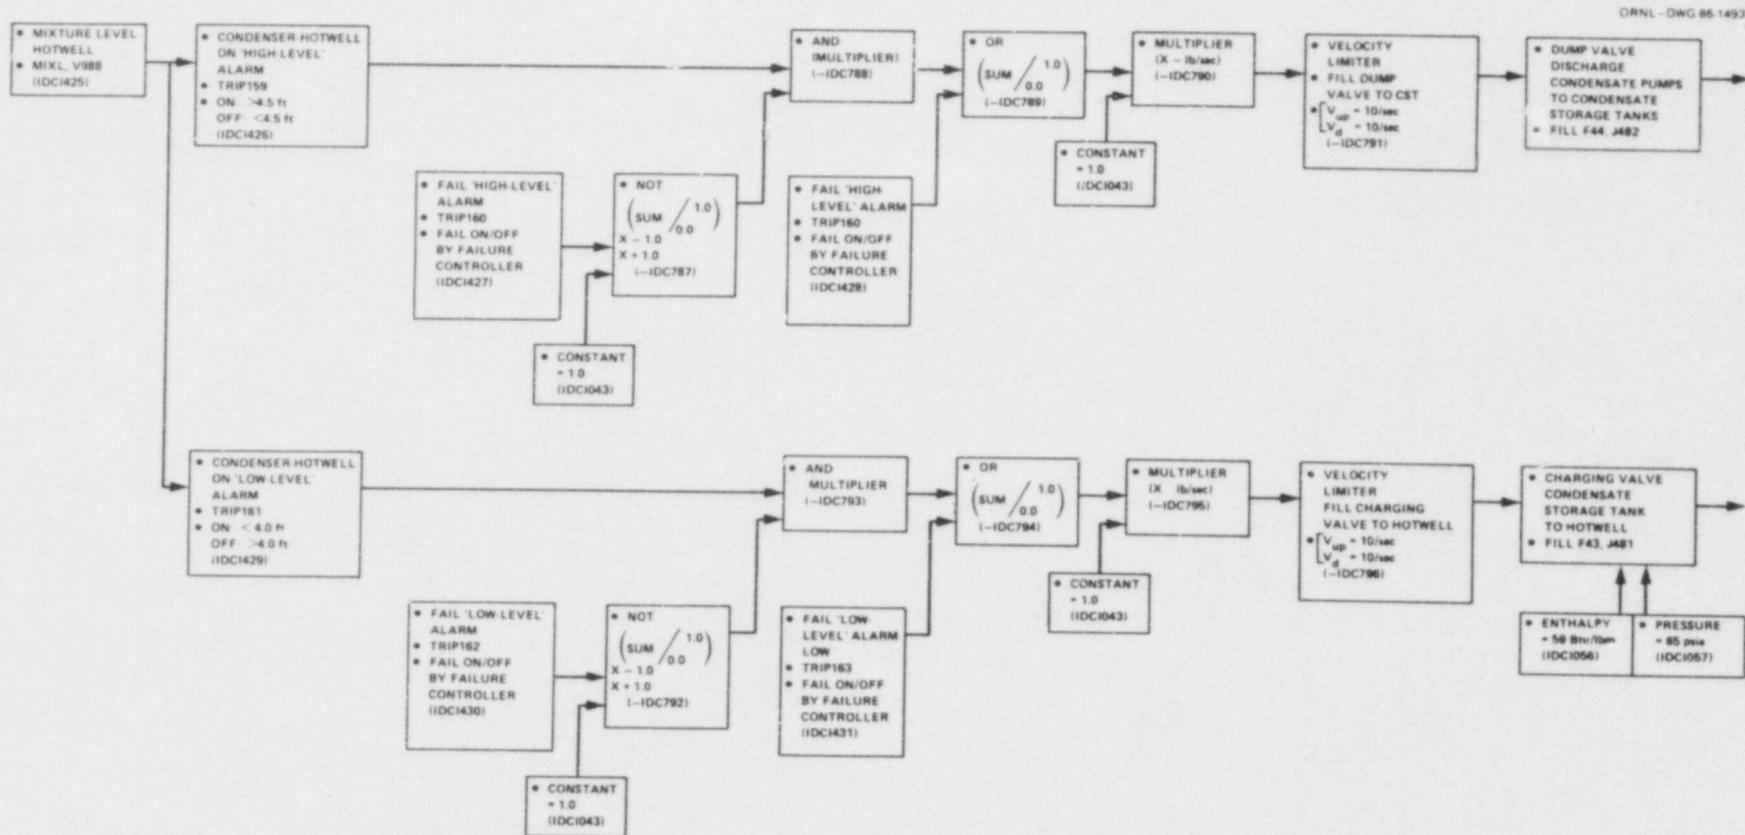 ORNL-DWG 86-1493
• MIXTURE LEVEL
HOTWELL
• MIXL, V988
(IDCI425)
• CONDENSER-HOTWELL
ON 'HIGH-LEVEL'
ALARM
• TRIP159
• ON: >4.5 ft
OFF: <4.5 ft
(IDCI426)
• AND
(MULTIPLIER)
(-IDC788)
• OR
(SUM / 1.0
0.0)
(-IDC789)
• MULTIPLIER
(X - lb/sec)
(-IDC790)
• VELOCITY
LIMITER
• FILL DUMP
VALVE TO CST
• [Vup = 10/sec
Vd = 10/sec
(-IDC791)
• DUMP VALVE
DISCHARGE
CONDENSATE PUMPS
TO CONDENSATE
STORAGE TANKS
• FILL F44, J482
• FAIL 'HIGH-LEVEL'
ALARM
• TRIP160
• FAIL ON/OFF
BY FAILURE
CONTROLLER
(IDCI427)
• NOT
(SUM / 1.0
0.0)
X - 1.0
X + 1.0
(-IDC787)
• FAIL 'HIGH-
LEVEL' ALARM
• TRIP160
• FAIL ON/OFF
BY FAILURE
CONTROLLER
(IDCI428)
• CONSTANT
= 1.0
(IDCI043)
• CONSTANT
= 1.0
(IDCI043)
• CONDENSER-HOTWELL
ON 'LOW-LEVEL'
ALARM
• TRIP161
• ON: < 4.0 ft
OFF: >4.0 ft
(IDCI429)
• AND
MULTIPLIER
(-IDC793)
• OR
(SUM / 1.0
0.0)
(-IDC794)
• MULTIPLIER
(X lb/sec)
(-IDC795)
• VELOCITY
LIMITER
FILL CHARGING
VALVE TO HOTWELL
• [Vup = 10/sec
Vd = 10/sec
(-IDC796)
• CHARGING VALVE
CONDENSATE
STORAGE TANK
TO HOTWELL
• FILL F43, J481
• FAIL 'LOW-LEVEL'
ALARM
• TRIP162
• FAIL ON/OFF
BY FAILURE
CONTROLLER
(IDCI430)
• NOT
(SUM / 1.0
0.0)
X - 1.0
X + 1.0
(-IDC792)
• FAIL 'LOW-
LEVEL' ALARM
LOW
• TRIP163
• FAIL ON/OFF
BY FAILURE
CONTROLLER
(IDCI431)
• CONSTANT
= 1.0
(IDCI043)
• ENTHALPY
= 59 Btu/lbm
(IDCI056)
• PRESSURE
= 65 psia
(IDCI057)
• CONSTANT
= 1.0
(IDCI043)